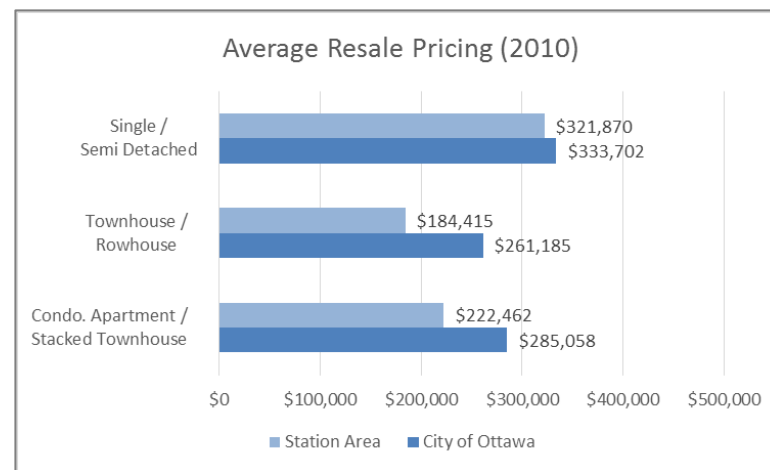 Average Resale Pricing (2010)
Single /
Semi Detached
$321,870
$333,702
Townhouse /
Rowhouse
$184,415
$261,185
Condo. Apartment /
Stacked Townhouse
$222,462
$285,058
$0 $100,000 $200,000 $300,000 $400,000 $500,000
Station Area City of Ottawa